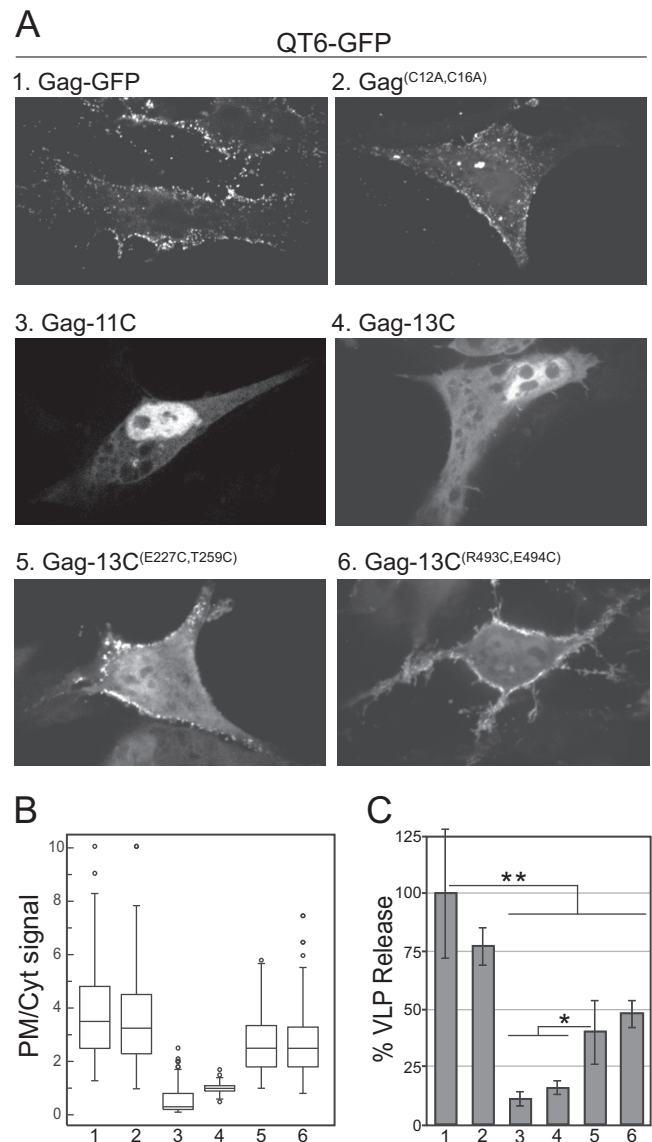 A
QT6-GFP
1. Gag-GFP
2. Gag(C12A,C16A)
3. Gag-11C
4. Gag-13C
5. Gag-13C(E227C,T259C)
6. Gag-13C(R493C,E494C)
B
PM/Cyt signal
10
8
6
4
2
0
1 2 3 4 5 6
C
% VLP Release
125
100
75
50
25
0
**
*
1 2 3 4 5 6